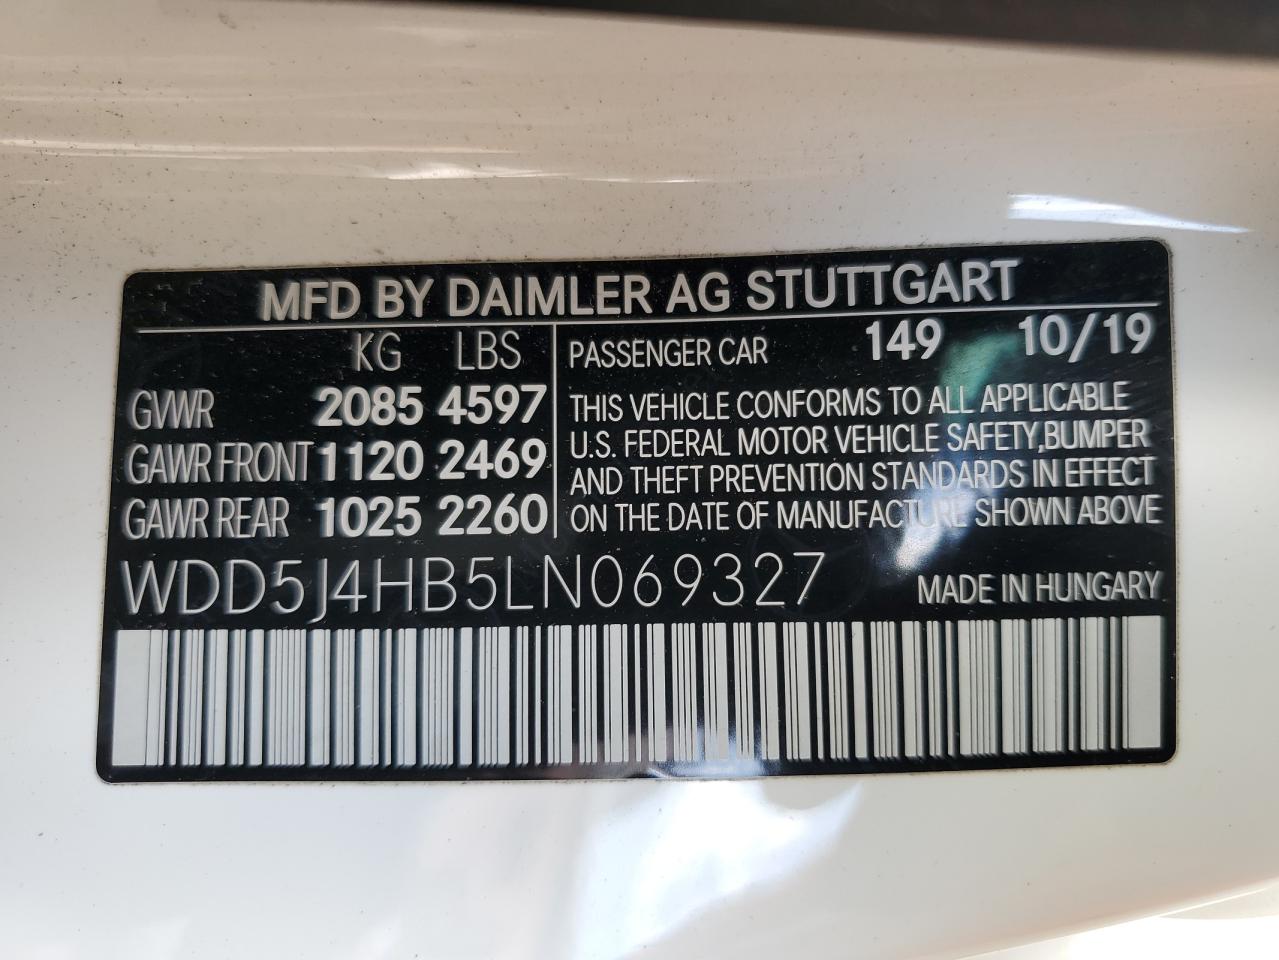 MFD BY DAIMLER AG STUTTGART
KG LBS
GVWR 2085 4597
GAWR FRONT 1120 2469
GAWR REAR 1025 2260
PASSENGER CAR 149 10/19
THIS VEHICLE CONFORMS TO ALL APPLICABLE
U.S. FEDERAL MOTOR VEHICLE SAFETY,BUMPER
AND THEFT PREVENTION STANDARDS IN EFFECT
ON THE DATE OF MANUFACTURE SHOWN ABOVE
WDD5J4HB5LN069327
MADE IN HUNGARY